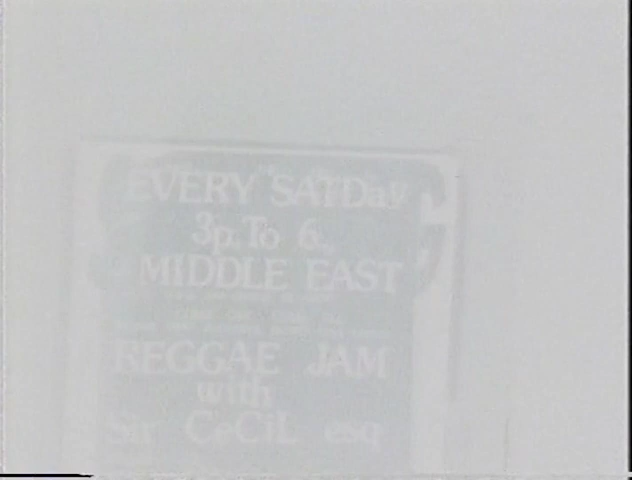 EVERY SATDay
3p. To 6
MIDDLE EAST
REGGAE JAM
with
Sir CeCiL esq